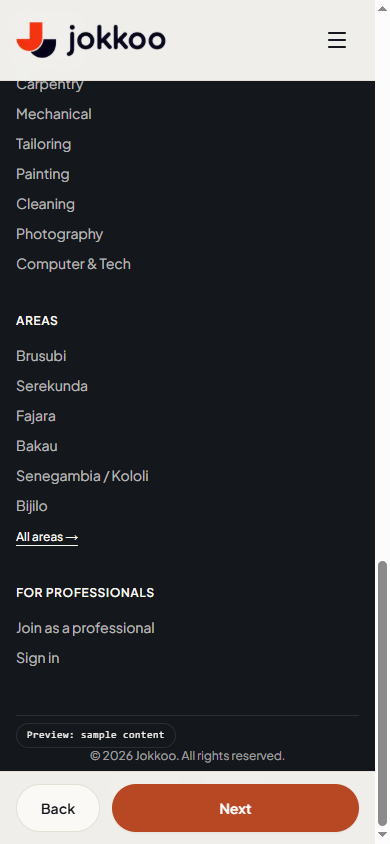 jokkoo
Carpentry
Mechanical
Tailoring
Painting
Cleaning
Photography
Computer & Tech
AREAS
Brusubi
Serekunda
Fajara
Bakau
Senegambia / Kololi
Bijilo
All areas →
FOR PROFESSIONALS
Join as a professional
Sign in
Preview: sample content
© 2026 Jokkoo. All rights reserved.
Back
Next